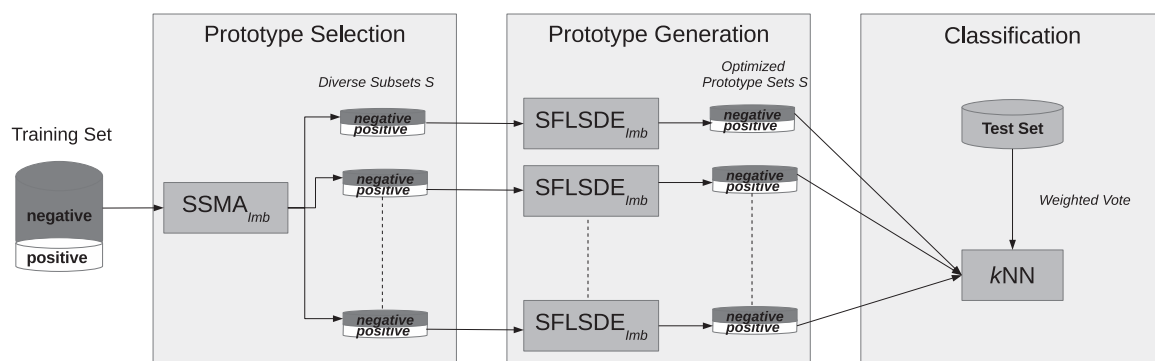 Prototype Selection
Prototype Generation
Classification
Training Set
negative
positive
SSMA Imb
Diverse Subsets S
negative
positive
negative
positive
negative
positive
SFLSDE Imb
SFLSDE Imb
SFLSDE Imb
Optimized
Prototype Sets S
negative
positive
negative
positive
negative
positive
Test Set
Weighted Vote
kNN